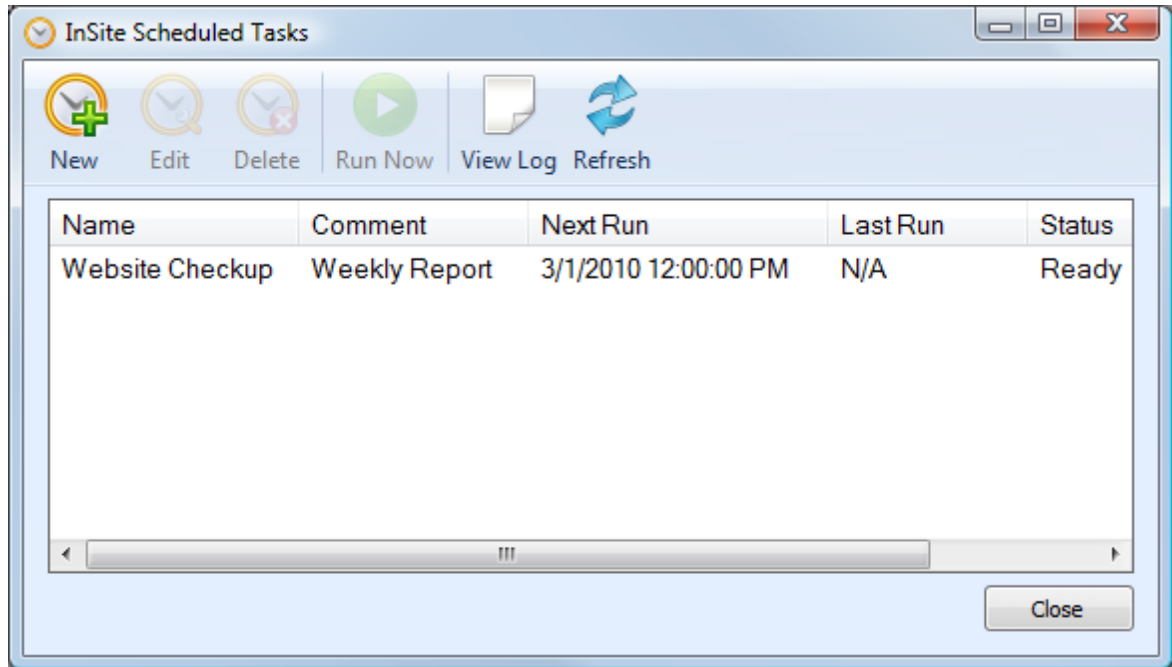 InSite Scheduled Tasks
New Edit Delete Run Now View Log Refresh
Name Comment Next Run Last Run Status
Website Checkup Weekly Report 3/1/2010 12:00:00 PM N/A Ready
Close